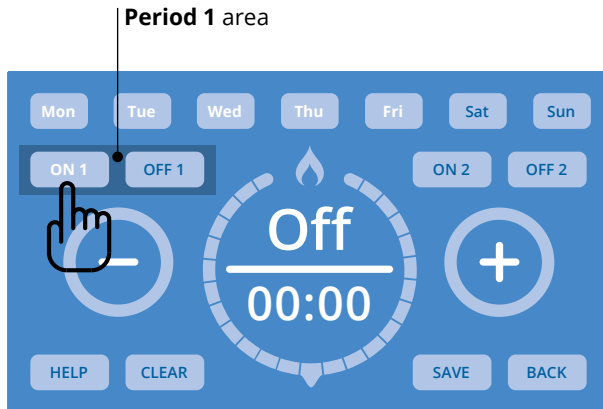 Period 1 area
Mon Tue Wed Thu Fri Sat Sun
ON 1 OFF 1 ON 2 OFF 2
Off
00:00
HELP CLEAR SAVE BACK